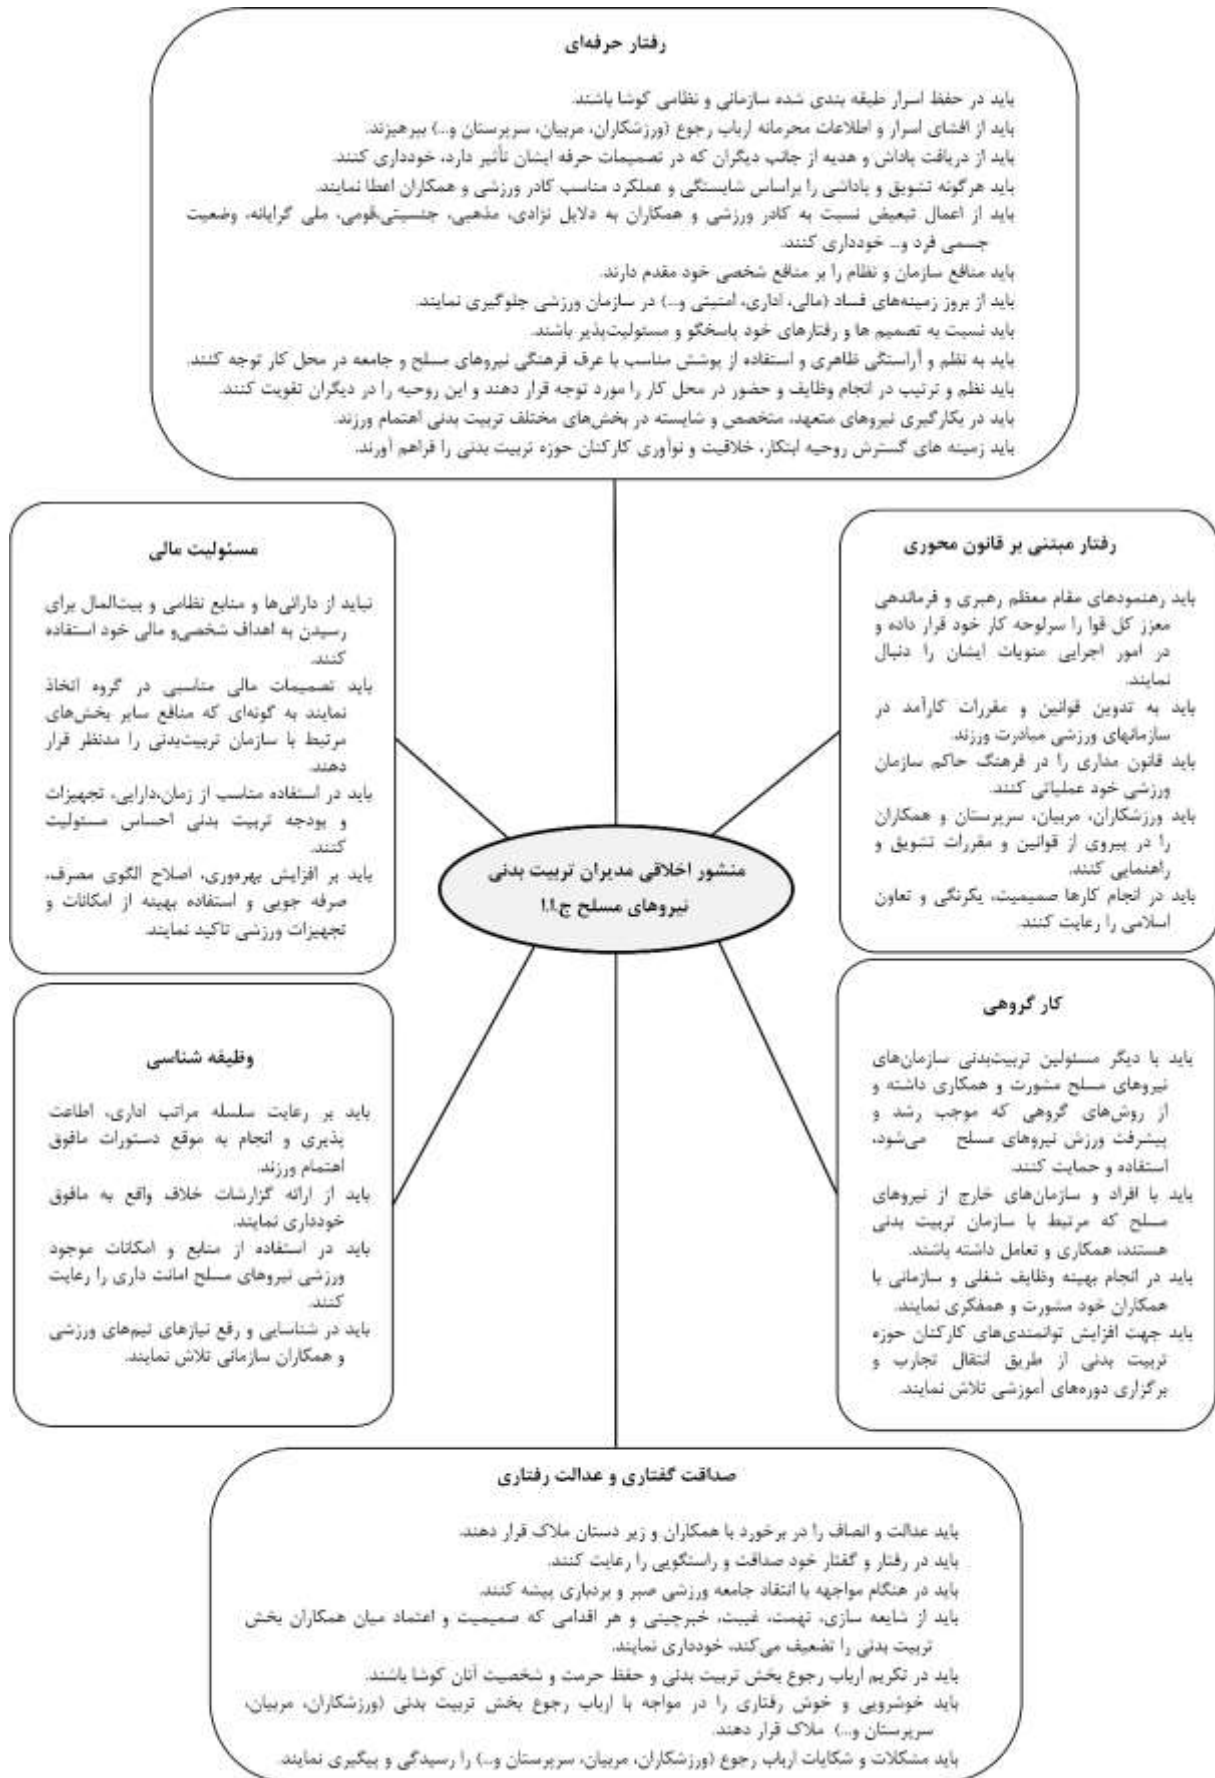 رفتار حرفه‌ای
باید در حفظ اسرار طبقه بندی شده سازمانی و نظامی کوشا باشند.
باید از افشای اسرار و اطلاعات محرمانه ارباب رجوع (ورزشکاران، مربیان، سرپرستان و...) بپرهیزند.
باید از دریافت پاداش و هدیه از جانب دیگران که در تصمیمات حرفه ایشان تأثیر دارد، خودداری کنند.
باید هرگونه تشویق و پاداشی را براساس شایستگی و عملکرد مناسب کادر ورزشی و همکاران اعطا نمایند.
باید از اعمال تبعیض نسبت به کادر ورزشی و همکاران به دلایل نژادی، مذهبی، جنسیتی،قومی، ملی گرایانه، وضعیت
جسمی فرد و... خودداری کنند.
باید منافع سازمان و نظام را بر منافع شخصی خود مقدم دارند.
باید از بروز زمینه‌های فساد (مالی، اداری، امنیتی و...) در سازمان ورزشی جلوگیری نمایند.
باید نسبت به تصمیم ها و رفتارهای خود پاسخگو و مسئولیت‌پذیر باشند.
باید به نظم و آراستگی ظاهری و استفاده از پوشش مناسب با عرف فرهنگی نیروهای مسلح و جامعه در محل کار توجه کنند.
باید نظم و ترتیب در انجام وظایف و حضور در محل کار را مورد توجه قرار دهند و این روحیه را در دیگران تقویت کنند.
باید در بکارگیری نیروهای متعهد، متخصص و شایسته در بخش‌های مختلف تربیت بدنی اهتمام ورزند.
باید زمینه های گسترش روحیه ابتکار، خلاقیت و نوآوری کارکنان حوزه تربیت بدنی را فراهم آورند.
رفتار مبتنی بر قانون محوری
باید رهنمودهای مقام معظم رهبری و فرماندهی
معزز کل قوا را سرلوحه کار خود قرار داده و
در امور اجرایی منویات ایشان را دنبال
نمایند.
باید به تدوین قوانین و مقررات کارآمد در
سازمانهای ورزشی مبادرت ورزند.
باید قانون مداری را در فرهنگ حاکم سازمان
ورزشی خود عملیاتی کنند.
باید ورزشکاران، مربیان، سرپرستان و همکاران
را در پیروی از قوانین و مقررات تشویق و
راهنمایی کنند.
باید در انجام کارها صمیمیت، یکرنگی و تعاون
اسلامی را رعایت کنند.
مسئولیت مالی
نباید از دارائی‌ها و منابع نظامی و بیت‌المال برای
رسیدن به اهداف شخصی‌و مالی خود استفاده
کنند.
باید تصمیمات مالی مناسبی در گروه اتخاذ
نمایند به گونه‌ای که منافع سایر بخش‌های
مرتبط با سازمان تربیت‌بدنی را مدنظر قرار
دهند.
باید در استفاده مناسب از زمان،دارایی، تجهیزات
و بودجه تربیت بدنی احساس مسئولیت
کنند.
باید بر افزایش بهره‌وری، اصلاح الگوی مصرف،
صرفه جویی و استفاده بهینه از امکانات و
تجهیزات ورزشی تاکید نمایند.
منشور اخلاقی مدیران تربیت بدنی
نیروهای مسلح ج.ا.ا
کار گروهی
باید با دیگر مسئولین تربیت‌بدنی سازمان‌های
نیروهای مسلح مشورت و همکاری داشته و
از روش‌های گروهی که موجب رشد و
پیشرفت ورزش نیروهای مسلح می‌شود،
استفاده و حمایت کنند.
باید با افراد و سازمان‌های خارج از نیروهای
مسلح که مرتبط با سازمان تربیت بدنی
هستند، همکاری و تعامل داشته باشند.
باید در انجام بهینه وظایف شغلی و سازمانی با
همکاران خود مشورت و همفکری نمایند.
باید جهت افزایش توانمندی‌های کارکنان حوزه
تربیت بدنی از طریق انتقال تجارب و
برگزاری دوره‌های آموزشی تلاش نمایند.
وظیفه شناسی
باید بر رعایت سلسله مراتب اداری، اطاعت
پذیری و انجام به موقع دستورات مافوق
اهتمام ورزند.
باید از ارائه گزارشات خلاف واقع به مافوق
خودداری نمایند.
باید در استفاده از منابع و امکانات موجود
ورزشی نیروهای مسلح امانت داری را رعایت
کنند.
باید در شناسایی و رفع نیازهای تیم‌های ورزشی
و همکاران سازمانی تلاش نمایند.
صداقت گفتاری و عدالت رفتاری
باید عدالت و انصاف را در برخورد با همکاران و زیر دستان ملاک قرار دهند.
باید در رفتار و گفتار خود صداقت و راستگویی را رعایت کنند.
باید در هنگام مواجهه با انتقاد جامعه ورزشی صبر و بردباری پیشه کنند.
باید از شایعه سازی، تهمت، غیبت، خبرچینی و هر اقدامی که صمیمیت و اعتماد میان همکاران بخش
تربیت بدنی را تضعیف می‌کند، خودداری نمایند.
باید در تکریم ارباب رجوع بخش تربیت بدنی و حفظ حرمت و شخصیت آنان کوشا باشند.
باید خوشرویی و خوش رفتاری را در مواجه با ارباب رجوع بخش تربیت بدنی (ورزشکاران، مربیان،
سرپرستان و...) ملاک قرار دهند.
باید مشکلات و شکایات ارباب رجوع (ورزشکاران، مربیان، سرپرستان و...) را رسیدگی و پیگیری نمایند.